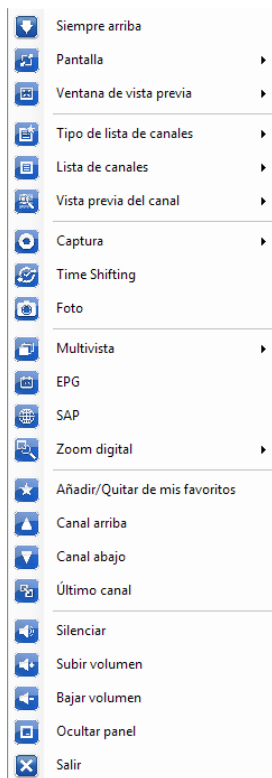 Siempre arriba
Pantalla
Ventana de vista previa
Tipo de lista de canales
Lista de canales
Vista previa del canal
Captura
Time Shifting
Foto
Multivista
EPG
SAP
Zoom digital
Añadir/Quitar de mis favoritos
Canal arriba
Canal abajo
Último canal
Silenciar
Subir volumen
Bajar volumen
Ocultar panel
Salir